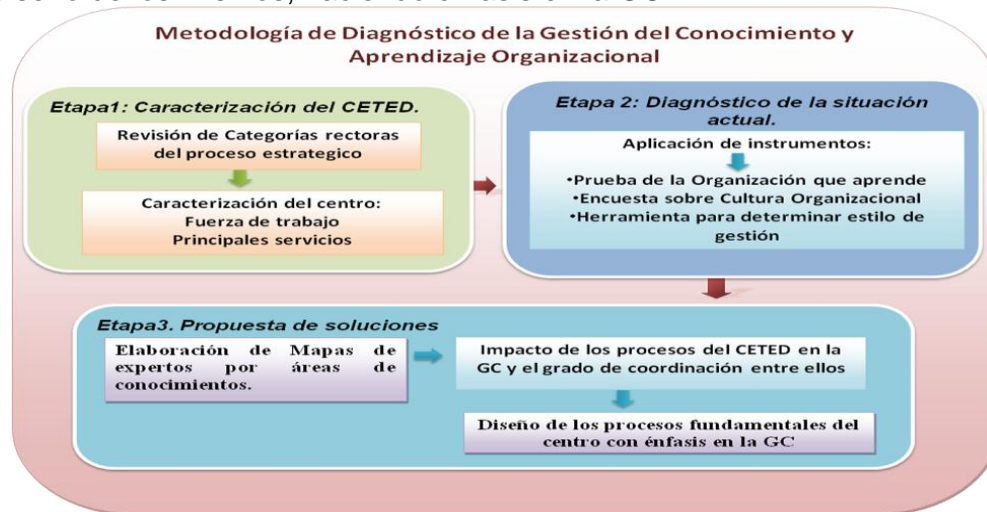 Metodología de Diagnóstico de la Gestión del Conocimiento y
Aprendizaje Organizacional
Etapa1: Caracterización del CETED.
Revisión de Categorías rectoras
del proceso estrategico
Caracterización del centro:
Fuerza de trabajo
Principales servicios
Etapa 2: Diagnóstico de la situación
actual.
Aplicación de instrumentos:
•Prueba de la Organización que aprende
•Encuesta sobre Cultura Organizacional
•Herramienta para determinar estilo de
gestión
Etapa3. Propuesta de soluciones
Elaboración de Mapas de
expertos por áreas de
conocimientos.
Impacto de los procesos del CETED en la
GC y el grado de coordinación entre ellos
Diseño de los procesos fundamentales del
centro con énfasis en la GC